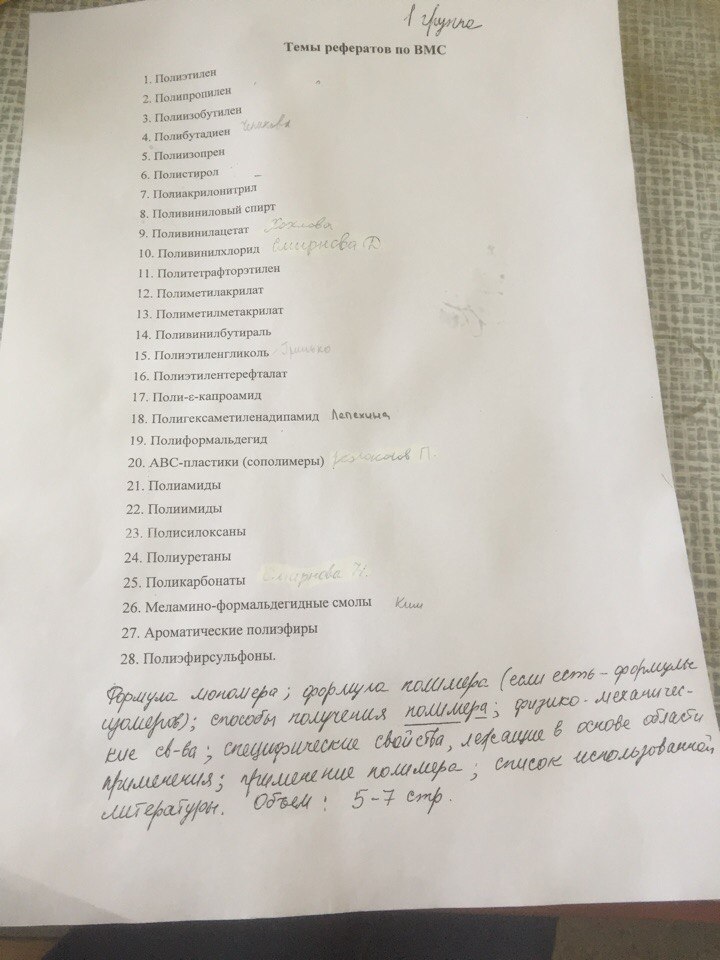 1 группа
Темы рефератов по ВМС
1. Полиэтилен
2. Полипропилен
3. Полиизобутилен
4. Полибутадиен
5. Полиизопрен
6. Полистирол
7. Полиакрилонитрил
8. Поливиниловый спирт
9. Поливинилацетат Хохлова
10. Поливинилхлорид Смирнова Д
11. Политетрафторэтилен
12. Полиметилакрилат
13. Полиметилметакрилат
14. Поливинилбутираль
15. Полиэтиленгликоль Гринько
16. Полиэтилентерефталат
17. Поли-ε-капроамид
18. Полигексаметиленадипамид Лапехина
19. Полиформальдегид
20. АВС-пластики (сополимеры) П.
21. Полиамиды
22. Полиимиды
23. Полисилоксаны
24. Полиуретаны
25. Поликарбонаты Смирнова Н.
26. Меламино-формальдегидные смолы Ким
27. Ароматические полиэфиры
28. Полиэфирсульфоны.
Формула мономера; формула полимера (если есть - формулы
изомеров); способы получения полимера; физико-механичес-
кие св-ва; специфические свойства, лежащие в основе области
применения; применение полимера; список использованной
литературы. Объем: 5-7 стр.